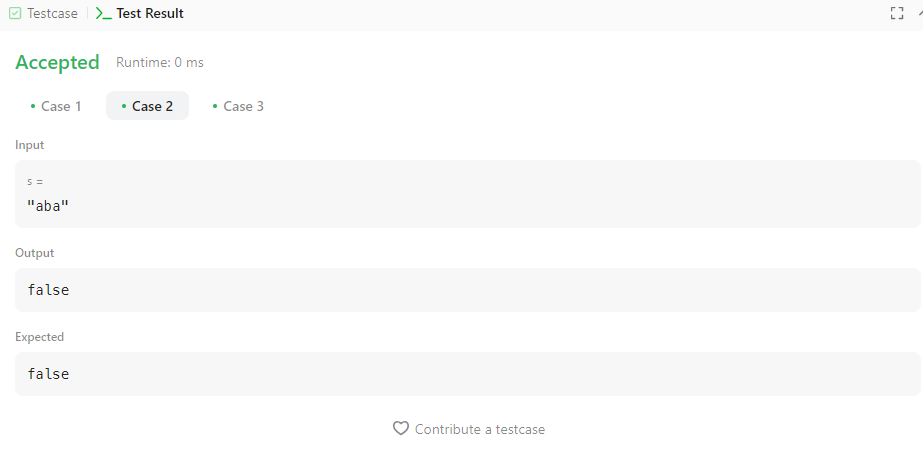 Testcase Test Result
Accepted Runtime: 0 ms
Case 1 Case 2 Case 3
Input
s =
"aba"
Output
false
Expected
false
Contribute a testcase